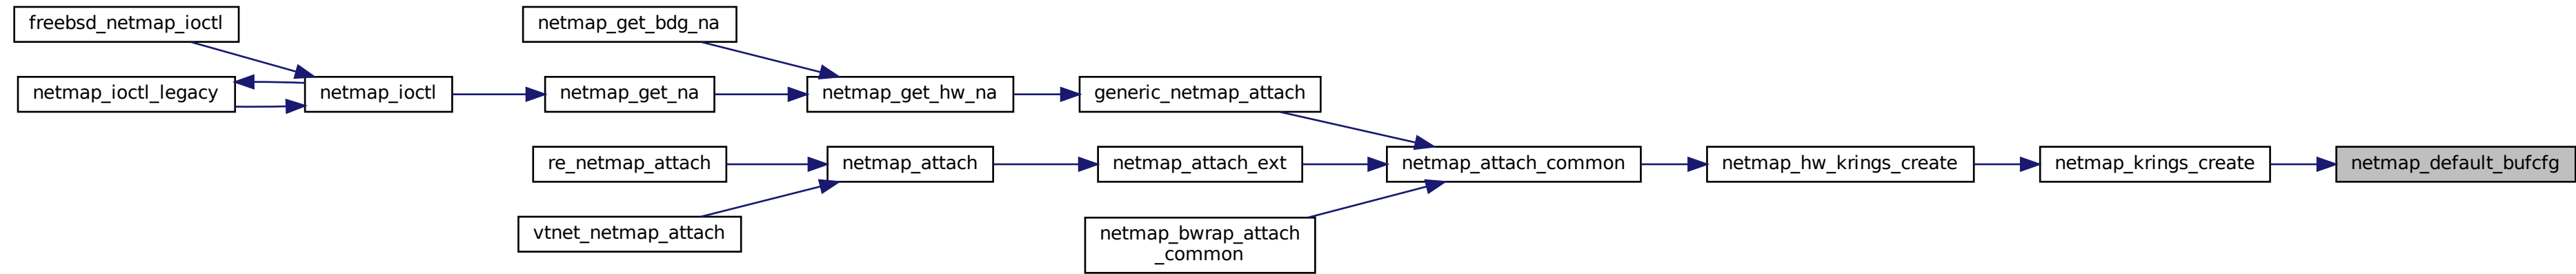 freebsd_netmap_ioctl
netmap_get_bdg_na
netmap_ioctl_legacy
netmap_ioctl
netmap_get_na
netmap_get_hw_na
generic_netmap_attach
re_netmap_attach
netmap_attach
netmap_attach_ext
netmap_attach_common
netmap_hw_krings_create
netmap_krings_create
netmap_default_bufcfg
vtnet_netmap_attach
netmap_bwrap_attach
_common